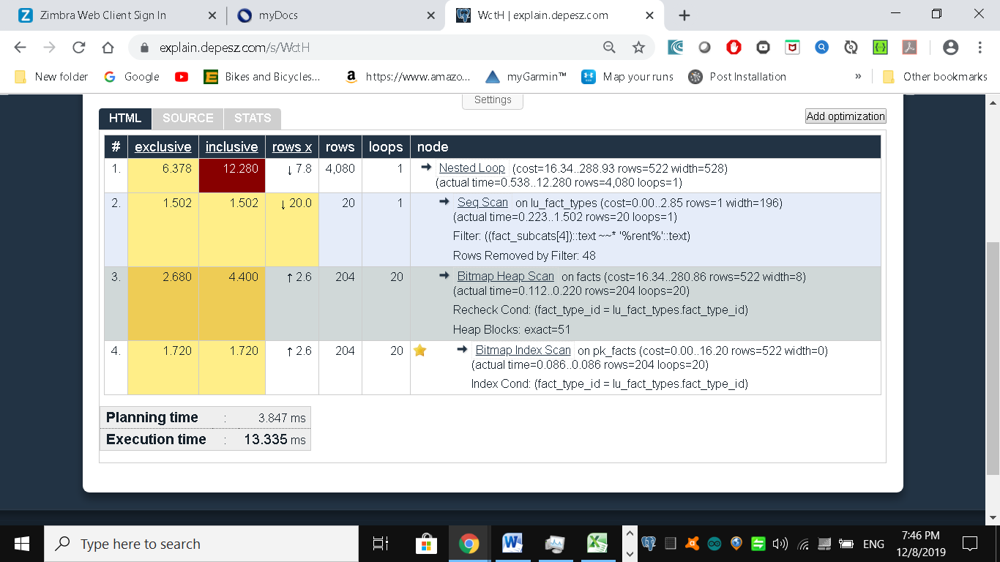 Zimbra Web Client Sign In
myDocs
WctH | explain.depesz.com
explain.depesz.com/s/WctH
New folder
Google
Bikes and Bicycles...
https://www.amazo...
myGarmin™
Map your runs
Post Installation
»
Other bookmarks
Settings
HTML SOURCE STATS
Add optimization
# exclusive inclusive rows x rows loops node
1. 6.378 12.280 ↓ 7.8 4,080 1 Nested Loop (cost=16.34..288.93 rows=522 width=528)
(actual time=0.538..12.280 rows=4,080 loops=1)
2. 1.502 1.502 ↓ 20.0 20 1 Seq Scan on lu_fact_types (cost=0.00..2.85 rows=1 width=196)
(actual time=0.223..1.502 rows=20 loops=1)
Filter: ((fact_subcats[4])::text ~~* '%rent%'::text)
Rows Removed by Filter: 48
3. 2.680 4.400 ↑ 2.6 204 20 Bitmap Heap Scan on facts (cost=16.34..280.86 rows=522 width=8)
(actual time=0.112..0.220 rows=204 loops=20)
Recheck Cond: (fact_type_id = lu_fact_types.fact_type_id)
Heap Blocks: exact=51
4. 1.720 1.720 ↑ 2.6 204 20 Bitmap Index Scan on pk_facts (cost=0.00..16.20 rows=522 width=0)
(actual time=0.086..0.086 rows=204 loops=20)
Index Cond: (fact_type_id = lu_fact_types.fact_type_id)
Planning time : 3.847 ms
Execution time : 13.335 ms
Type here to search
ENG
7:46 PM
12/8/2019